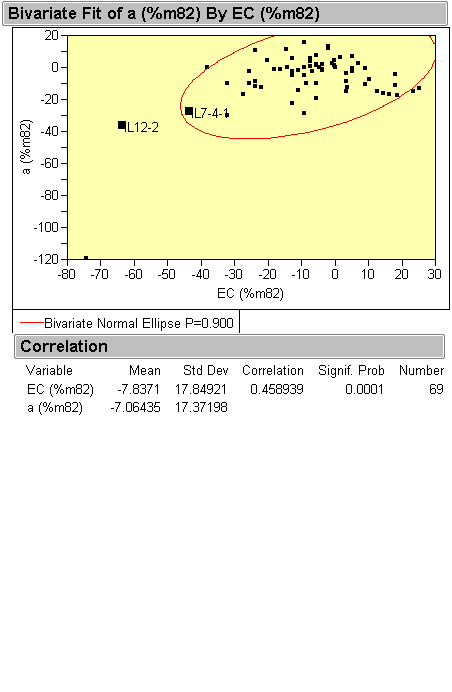 Bivariate Fit of a (%m82) By EC (%m82)
20
0
-20
-40
-60
-80
-100
-120
a (%m82)
IL12-2
IL7-4-1
-80 -70 -60 -50 -40 -30 -20 -10 0 10 20 30
EC (%m82)
Bivariate Normal Ellipse P=0.900
Correlation
Variable Mean Std Dev Correlation Signif. Prob Number
EC (%m82) -7.8371 17.84921 0.458939 0.0001 69
a (%m82) -7.06435 17.37198